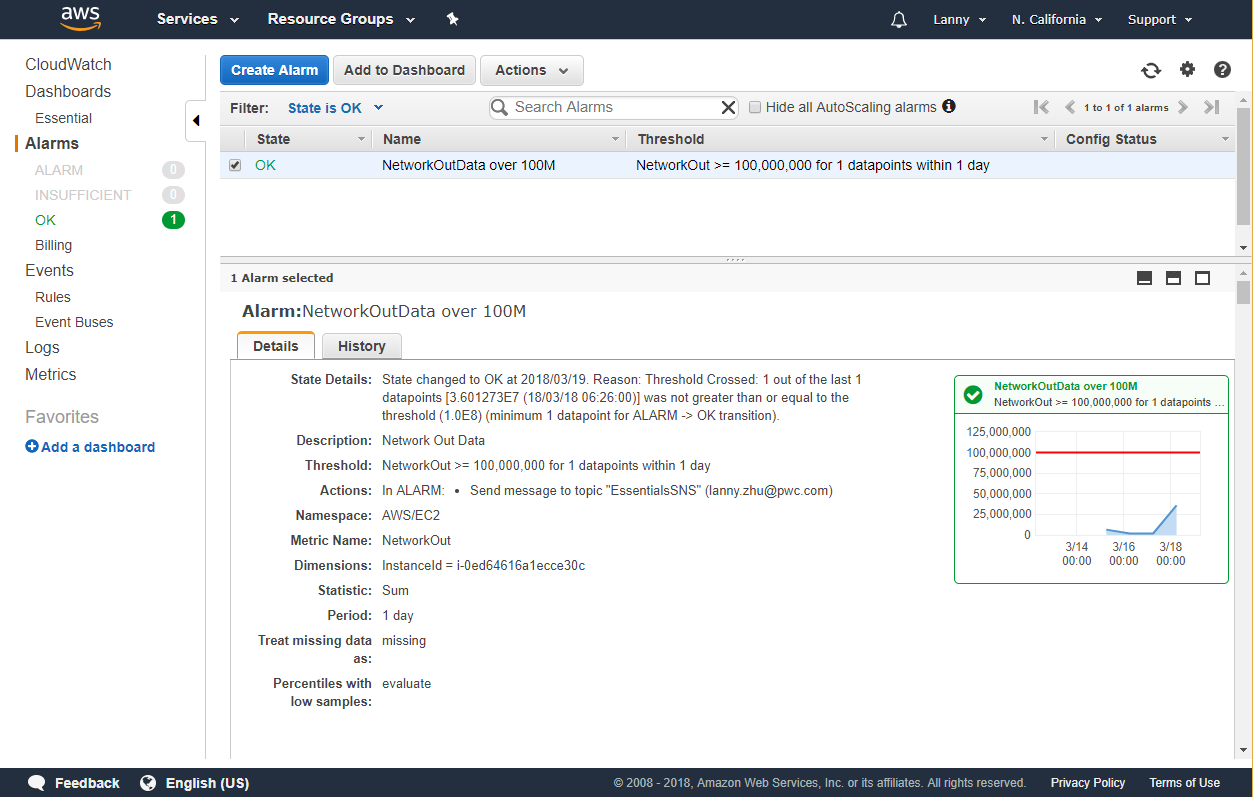 aws
Services
Resource Groups
Lanny
N. California
Support
CloudWatch
Dashboards
Essential
Alarms
ALARM 0
INSUFFICIENT 0
OK 1
Billing
Events
Rules
Event Buses
Logs
Metrics
Favorites
Add a dashboard
Create Alarm
Add to Dashboard
Actions
Filter: State is OK
Search Alarms
Hide all AutoScaling alarms
1 to 1 of 1 alarms
State Name Threshold Config Status
OK NetworkOutData over 100M NetworkOut >= 100,000,000 for 1 datapoints within 1 day
1 Alarm selected
Alarm:NetworkOutData over 100M
Details
History
State Details: State changed to OK at 2018/03/19. Reason: Threshold Crossed: 1 out of the last 1
datapoints [3.601273E7 (18/03/18 06:26:00)] was not greater than or equal to the
threshold (1.0E8) (minimum 1 datapoint for ALARM -> OK transition).
Description: Network Out Data
Threshold: NetworkOut >= 100,000,000 for 1 datapoints within 1 day
Actions: In ALARM: • Send message to topic "EssentialsSNS" (lanny.zhu@pwc.com)
Namespace: AWS/EC2
Metric Name: NetworkOut
Dimensions: InstanceId = i-0ed64616a1ecce30c
Statistic: Sum
Period: 1 day
Treat missing data missing
as:
Percentiles with evaluate
low samples:
NetworkOutData over 100M
NetworkOut >= 100,000,000 for 1 datapoints ...
125,000,000
100,000,000
75,000,000
50,000,000
25,000,000
0
3/14 3/16 3/18
00:00 00:00 00:00
Feedback
English (US)
© 2008 - 2018, Amazon Web Services, Inc. or its affiliates. All rights reserved.
Privacy Policy
Terms of Use